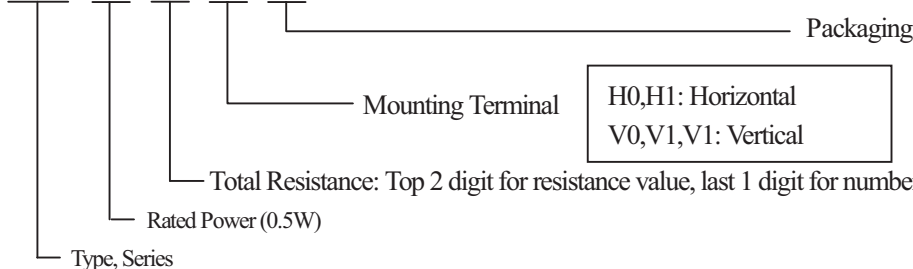 Packaging
Mounting Terminal
H0,H1: Horizontal
V0,V1,V1: Vertical
Total Resistance: Top 2 digit for resistance value, last 1 digit for number
Rated Power (0.5W)
Type, Series